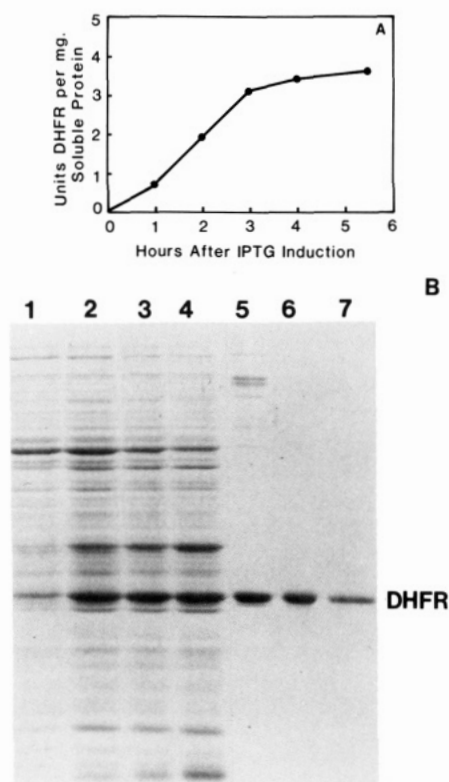 A
5
4
3
2
1
0
Units DHFR per mg.
Soluble Protein
0 1 2 3 4 5 6
Hours After IPTG Induction
B
1 2 3 4 5 6 7
DHFR